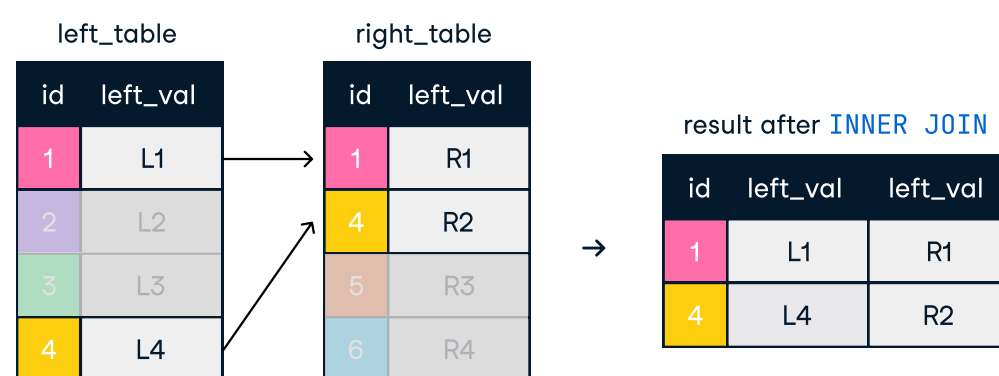 left_table
id left_val
1 L1
2 L2
3 L3
4 L4
right_table
id left_val
1 R1
4 R2
5 R3
6 R4
result after INNER JOIN
id left_val left_val
1 L1 R1
4 L4 R2